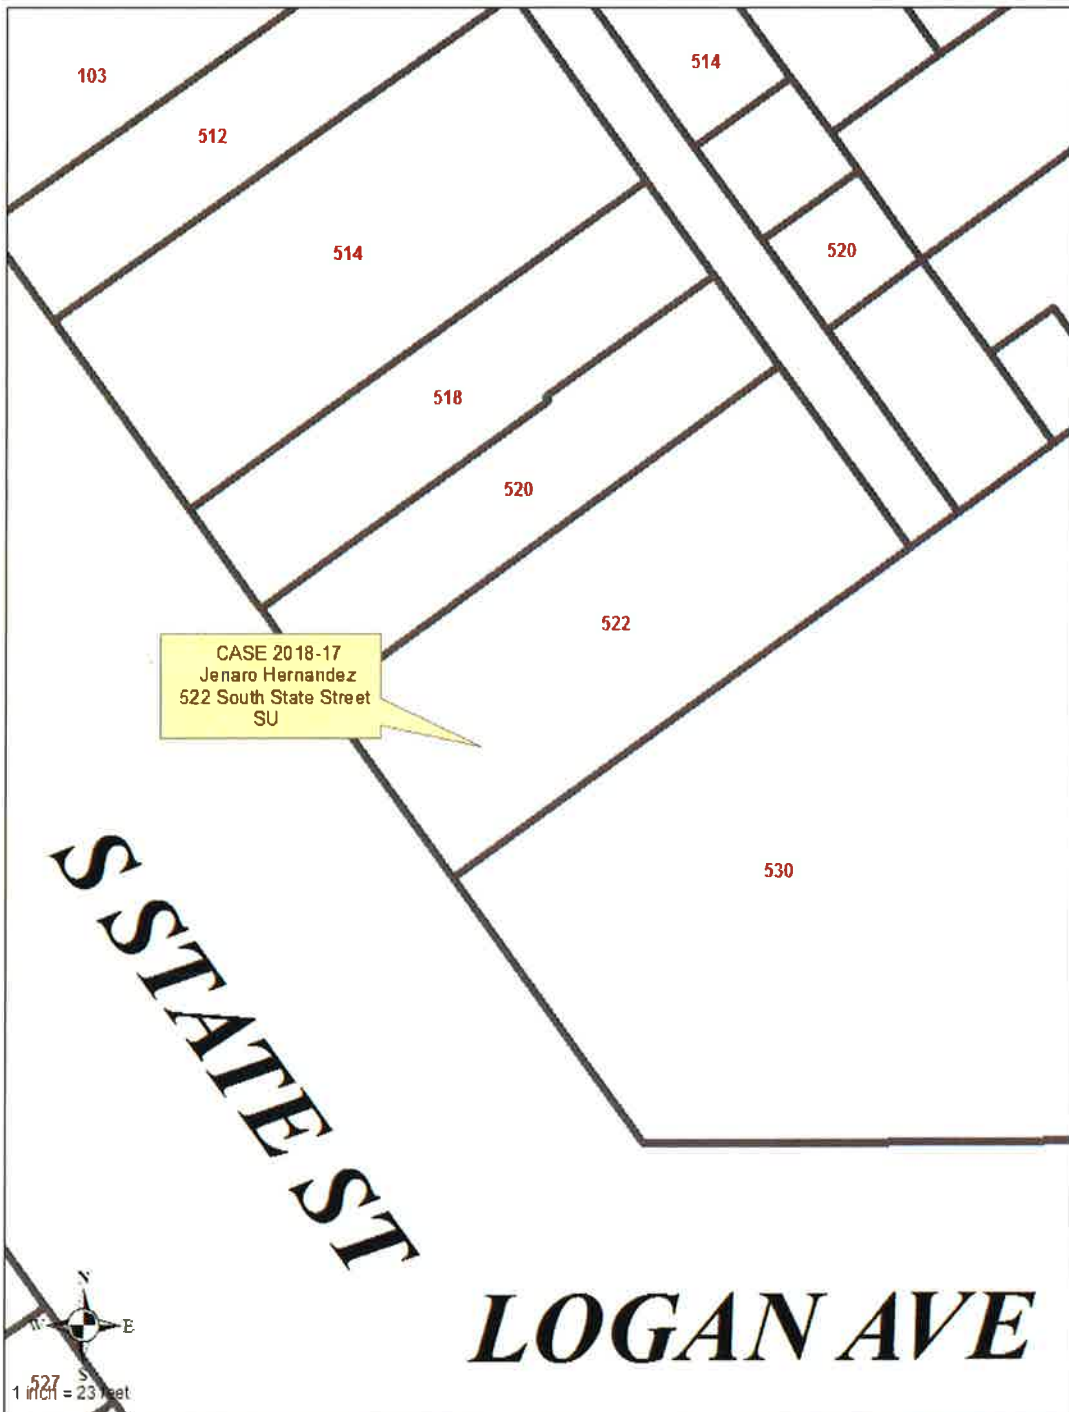 103
514
512
514
520
518
520
522
CASE 2018-17
Jenaro Hernandez
522 South State Street
SU
530
S STATE ST
LOGAN AVE
N
W
E
S
527
1 inch = 23 feet